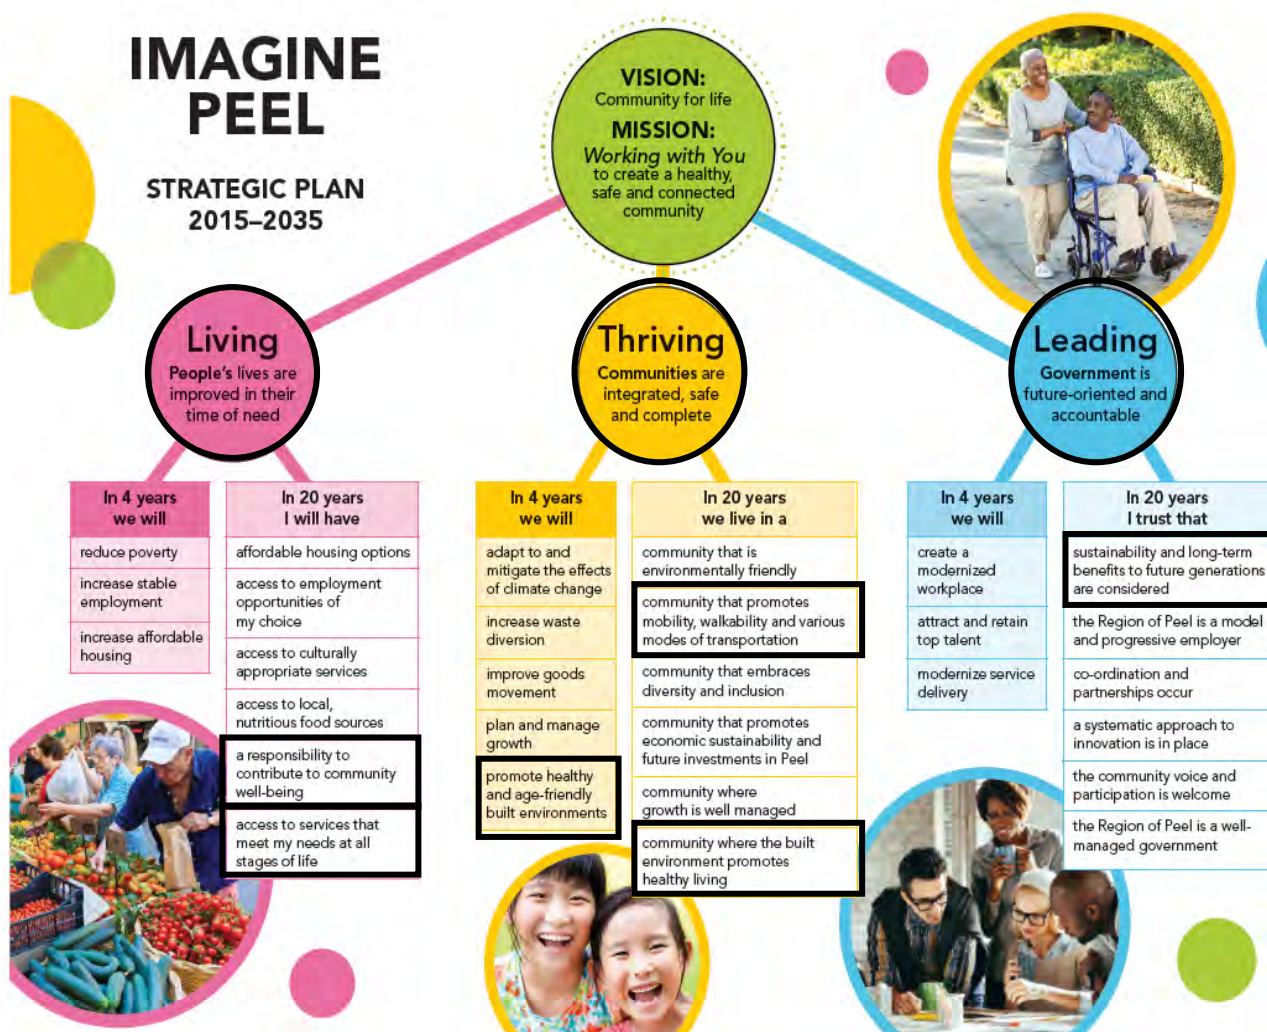 IMAGINE
PEEL
STRATEGIC PLAN
2015–2035
VISION:
Community for life
MISSION:
Working with You
to create a healthy,
safe and connected
community
Living
People's lives are
improved in their
time of need
In 4 years
we will
reduce poverty
increase stable
employment
increase affordable
housing
In 20 years
I will have
affordable housing options
access to employment
opportunities of
my choice
access to culturally
appropriate services
access to local,
nutritious food sources
a responsibility to
contribute to community
well-being
access to services that
meet my needs at all
stages of life
Thriving
Communities are
integrated, safe
and complete
In 4 years
we will
adapt to and
mitigate the effects
of climate change
increase waste
diversion
improve goods
movement
plan and manage
growth
promote healthy
and age-friendly
built environments
In 20 years
we live in a
community that is
environmentally friendly
community that promotes
mobility, walkability and various
modes of transportation
community that embraces
diversity and inclusion
community that promotes
economic sustainability and
future investments in Peel
community where
growth is well managed
community where the built
environment promotes
healthy living
Leading
Government is
future-oriented and
accountable
In 4 years
we will
create a
modernized
workplace
attract and retain
top talent
modernize service
delivery
In 20 years
I trust that
sustainability and long-term
benefits to future generations
are considered
the Region of Peel is a model
and progressive employer
co-ordination and
partnerships occur
a systematic approach to
innovation is in place
the community voice and
participation is welcome
the Region of Peel is a well-
managed government